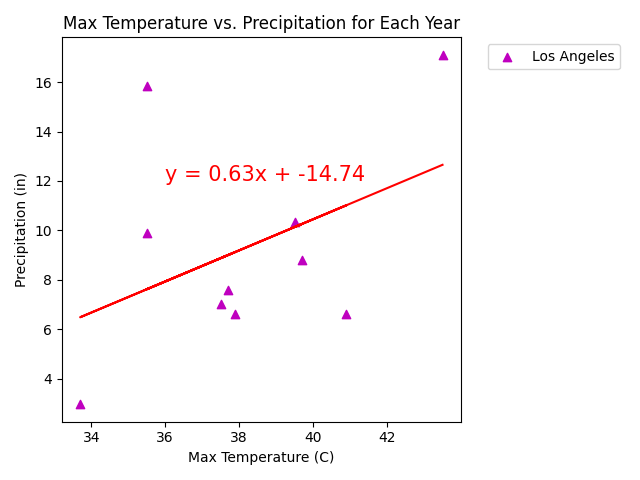 Max Temperature vs. Precipitation for Each Year
Los Angeles
y = 0.63x + -14.74
Precipitation (in)
16
14
12
10
8
6
4
34 36 38 40 42
Max Temperature (C)